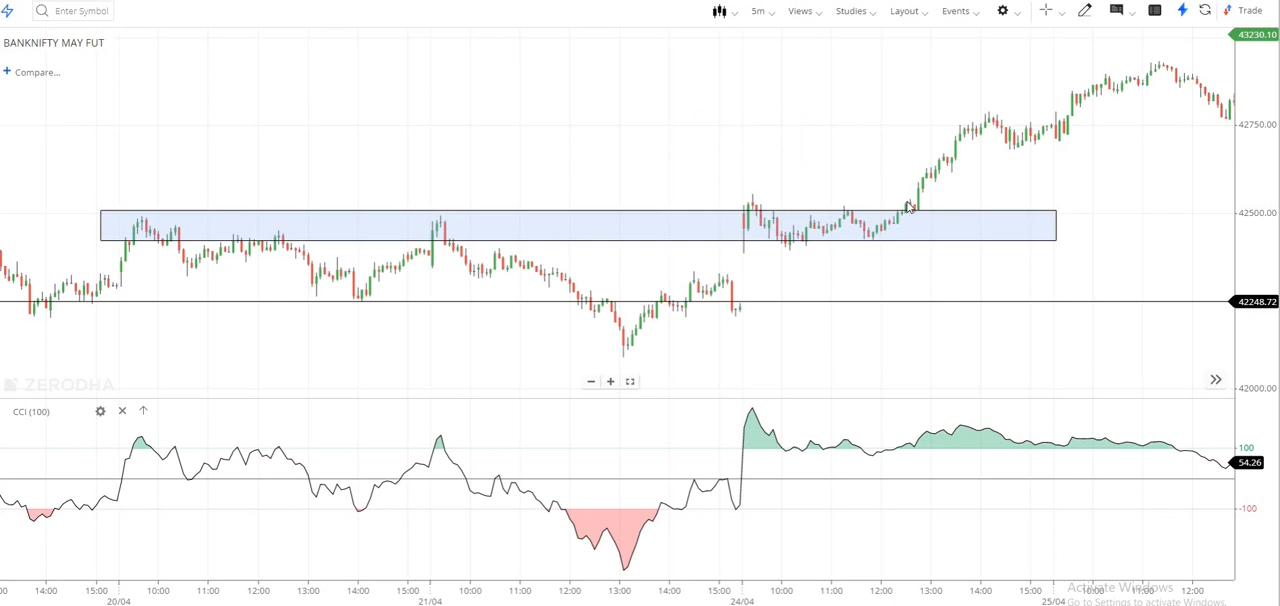 Enter Symbol 5m Views Studies Layout Events Trade
43230.10
BANKNIFTY MAY FUT
Compare...
42750.00
42500.00
42248.72
ZERODHA
42000.00
CCI (100)
100
54.26
-100
14:00 15:00 10:00 11:00 12:00 13:00 14:00 15:00 10:00 11:00 12:00 13:00 14:00 15:00 10:00 11:00 12:00 13:00 14:00 15:00 10:00 11:00 12:00
20/04 21/04 24/04 25/04
Activate Windows
Go to Settings to activate Windows.